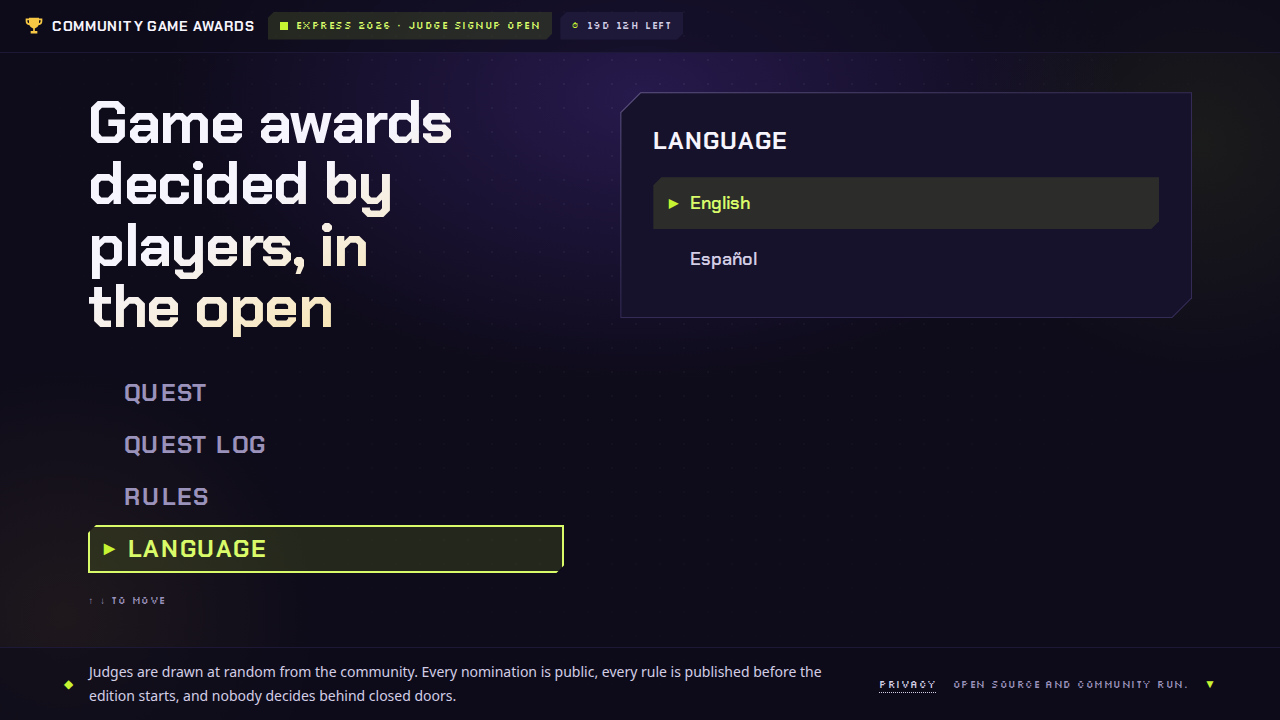 COMMUNITY GAME AWARDS
EXPRESS 2026 · JUDGE SIGNUP OPEN
19D 12H LEFT
Game awards
decided by
players, in
the open
QUEST
QUEST LOG
RULES
▶ LANGUAGE
↑ ↓ TO MOVE
LANGUAGE
▶ English
Español
Judges are drawn at random from the community. Every nomination is public, every rule is published before the
edition starts, and nobody decides behind closed doors.
PRIVACY
OPEN SOURCE AND COMMUNITY RUN.